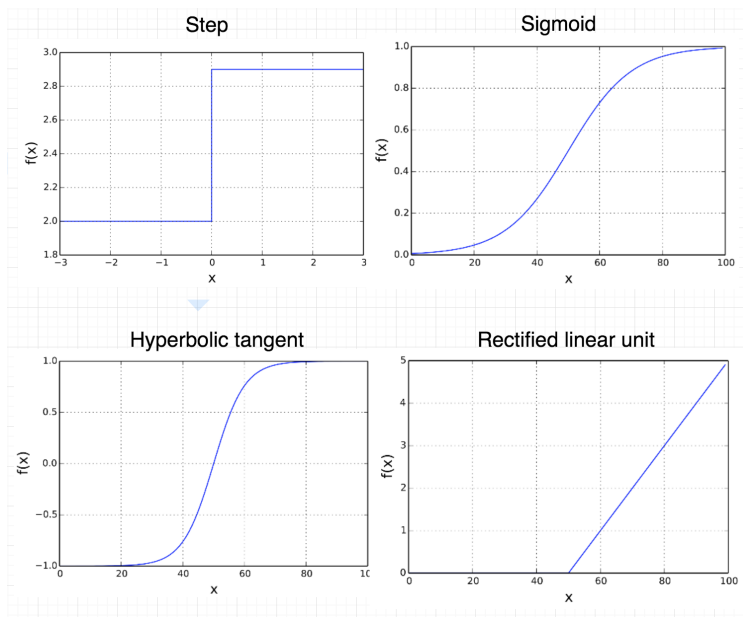 Step
3.0
2.8
2.6
2.4
2.2
2.0
1.8
f(x)
−3 −2 −1 0 1 2 3
x
Sigmoid
1.0
0.8
0.6
0.4
0.2
0.0
f(x)
0 20 40 60 80 100
x
Hyperbolic tangent
1.0
0.5
0.0
−0.5
−1.0
f(x)
0 20 40 60 80 10
x
Rectified linear unit
5
4
3
2
1
0
f(x)
0 20 40 60 80 100
x